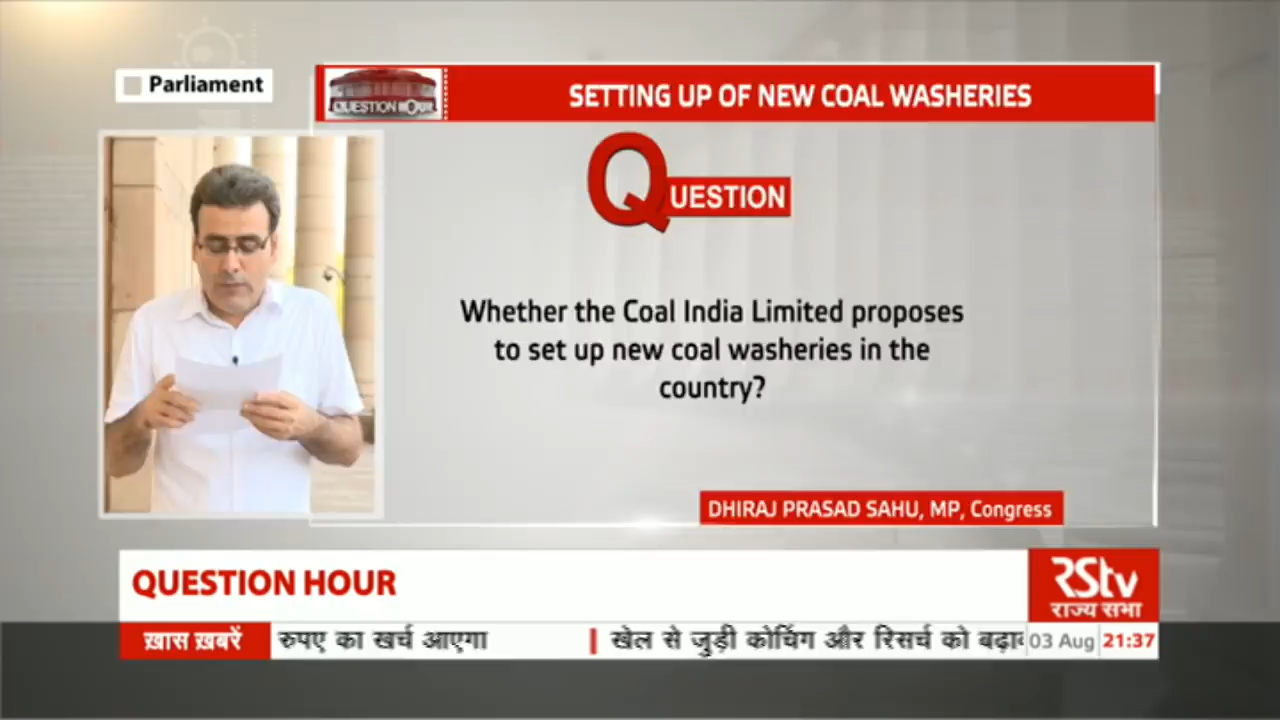 Parliament
QUESTION HOUR
SETTING UP OF NEW COAL WASHERIES
QUESTION
Whether the Coal India Limited proposes
to set up new coal washeries in the
country?
DHIRAJ PRASAD SAHU, MP, Congress
QUESTION HOUR
RStv
राज्य सभा
ख़ास ख़बरें
रुपए का खर्च आएगा
खेल से जुड़ी कोचिंग और रिसर्च को
03 Aug 21:37